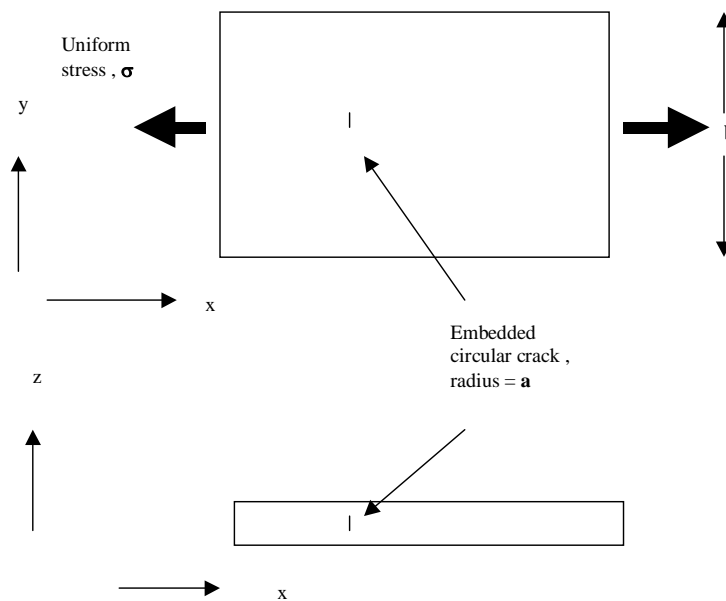 Uniform
stress , σ
y
x
Embedded
circular crack ,
radius = a
z
x